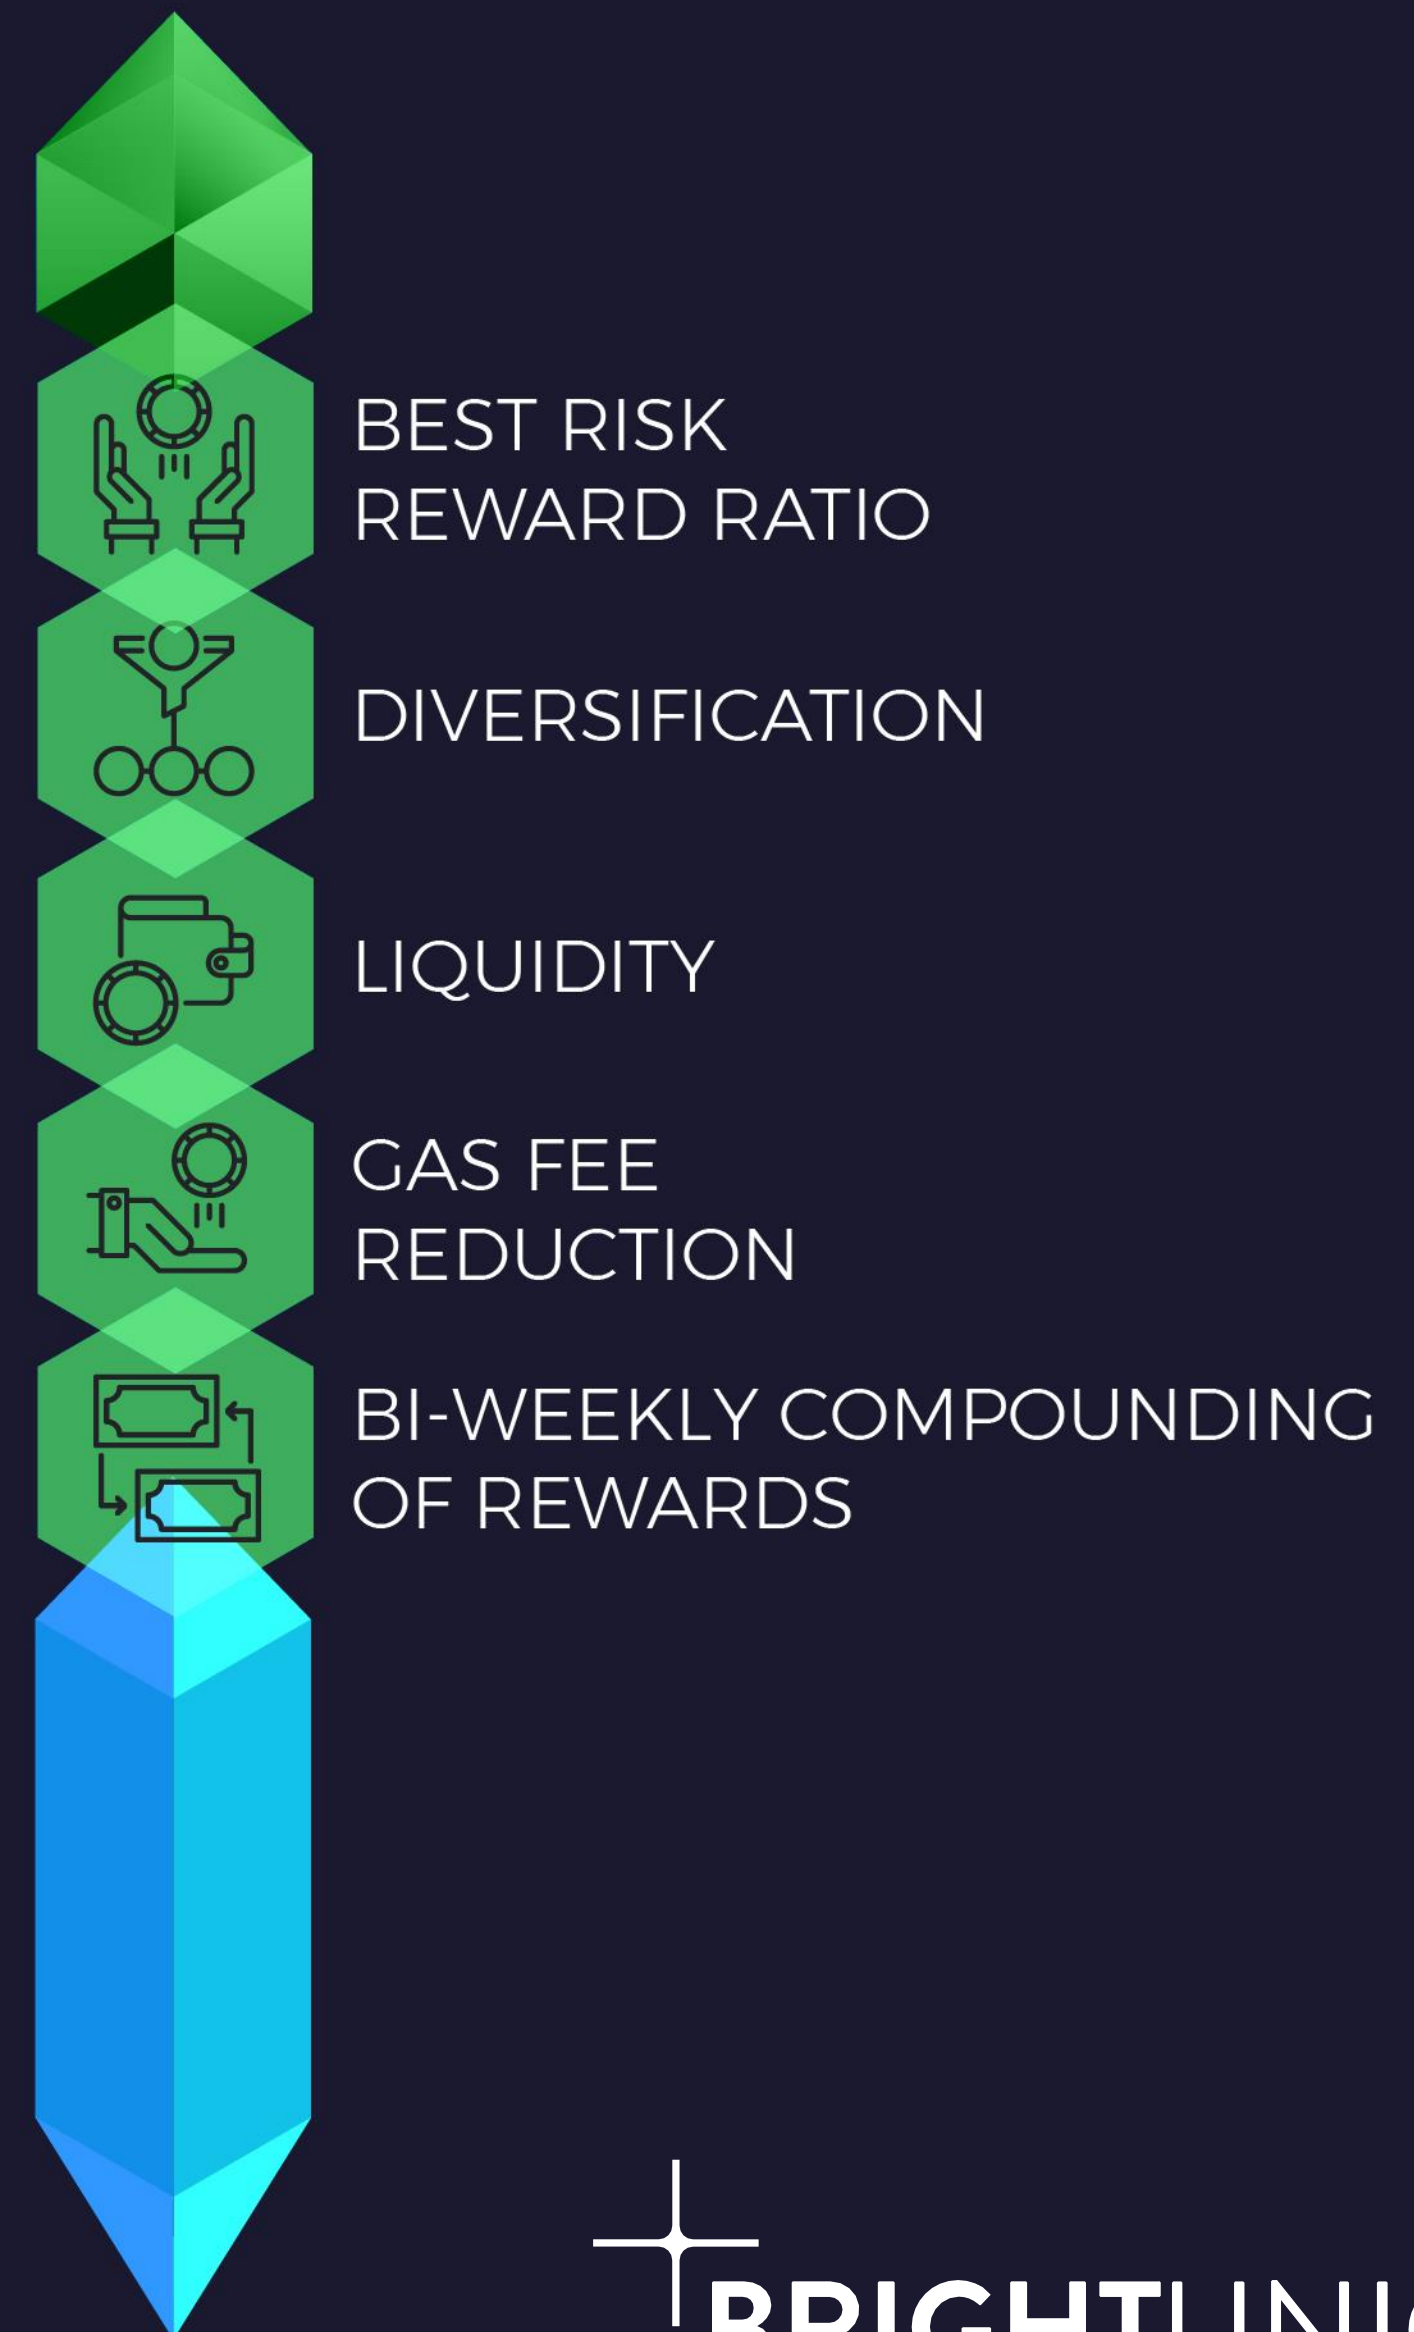 BEST RISK
REWARD RATIO
DIVERSIFICATION
LIQUIDITY
GAS FEE
REDUCTION
BI-WEEKLY COMPOUNDING
OF REWARDS